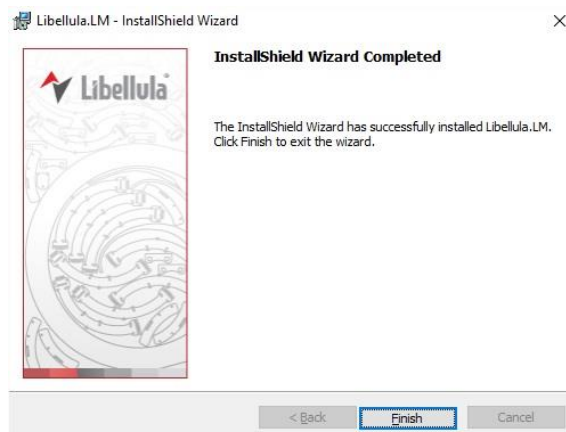 Libellula.LM - InstallShield Wizard
InstallShield Wizard Completed
Libellula
The InstallShield Wizard has successfully installed Libellula.LM.
Click Finish to exit the wizard.
< Back
Finish
Cancel